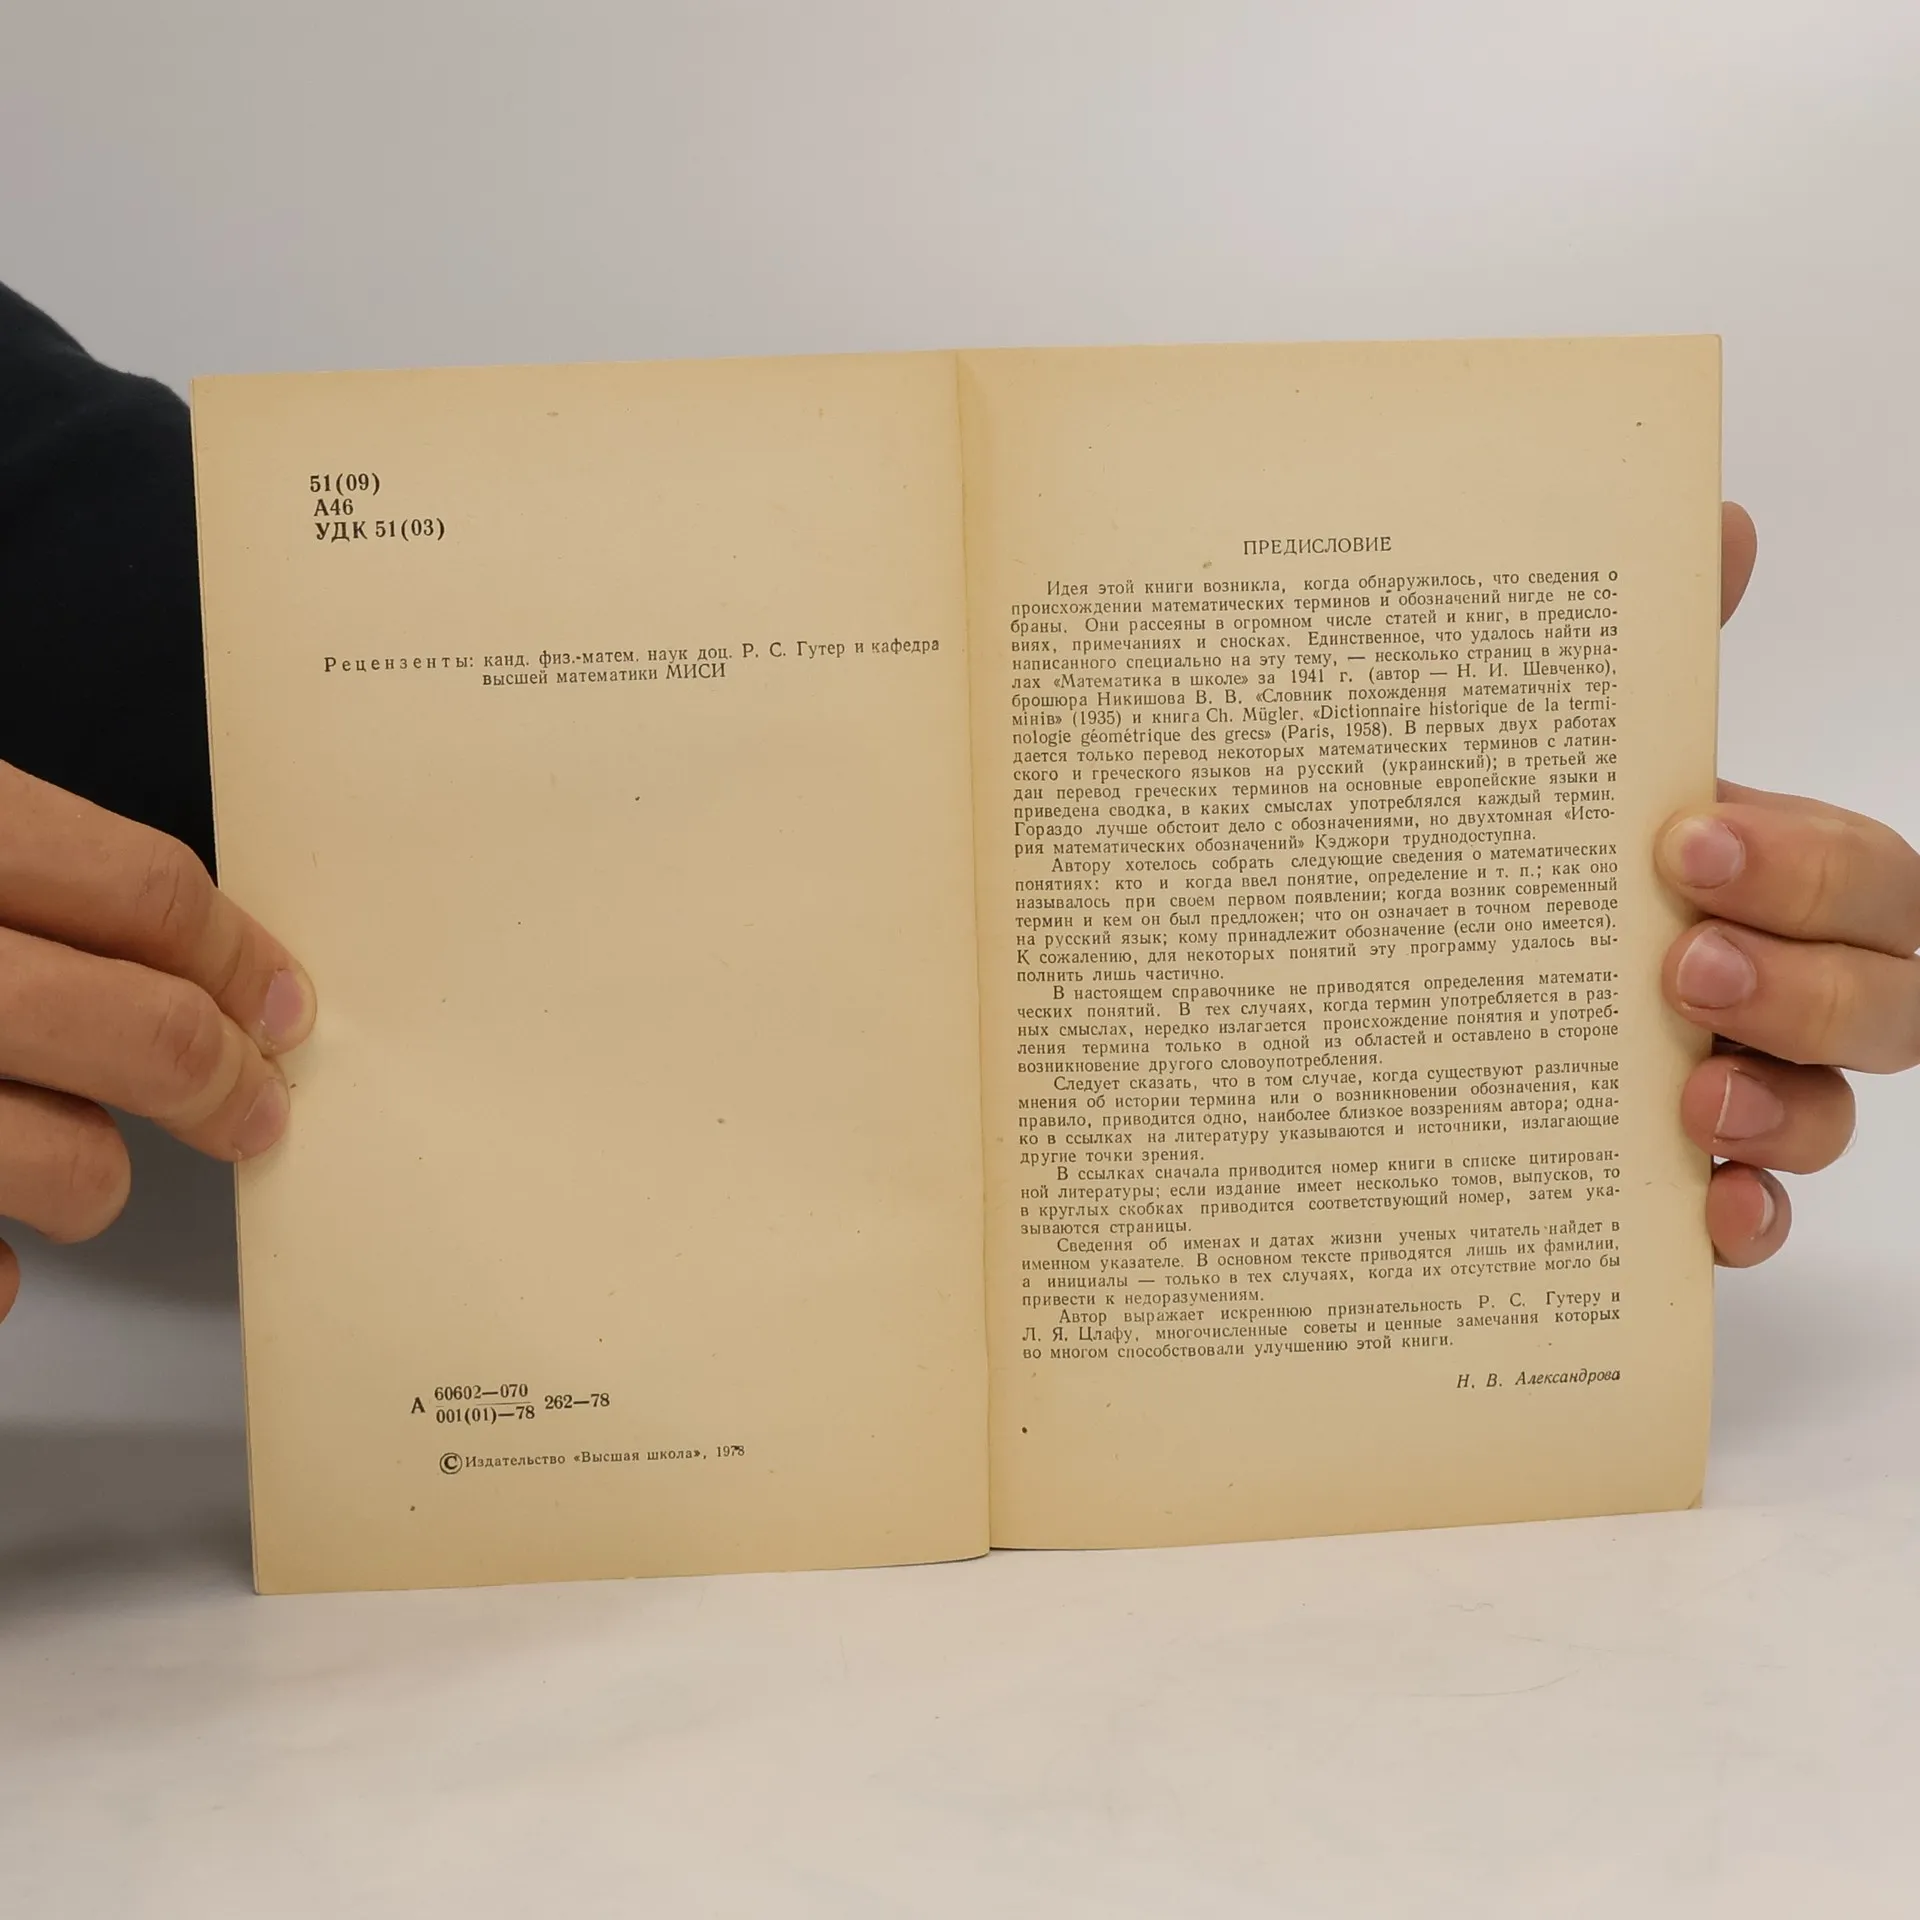 51(09)
А46
УДК 51(03)
Рецензенты: канд. физ.-матем. наук доц. Р. С. Гутер и кафедра
высшей математики МИСИ
А 60602—070 262—78
001(01)—78
©Издательство «Высшая школа», 1978
ПРЕДИСЛОВИЕ
Идея этой книги возникла, когда обнаружилось, что сведения о
происхождении математических терминов и обозначений нигде не со-
браны. Они рассеяны в огромном числе статей и книг, в предисло-
виях, примечаниях и сносках. Единственное, что удалось найти из
написанного специально на эту тему, — несколько страниц в журна-
лах «Математика в школе» за 1941 г. (автор — Н. И. Шевченко),
брошюра Никишова В. В. «Словник похождення математичніх тер-
мінів» (1935) и книга Ch. Mügler. «Dictionnaire historique de la termi-
nologie géométrique des grecs» (Paris, 1958). В первых двух работах
дается только перевод некоторых математических терминов с латин-
ского и греческого языков на русский (украинский); в третьей же
дан перевод греческих терминов на основные европейские языки и
приведена сводка, в каких смыслах употреблялся каждый термин.
Гораздо лучше обстоит дело с обозначениями, но двухтомная «Исто-
рия математических обозначений» Кэджори труднодоступна.
Автору хотелось собрать следующие сведения о математических
понятиях: кто и когда ввел понятие, определение и т. п.; как оно
называлось при своем первом появлении; когда возник современный
термин и кем он был предложен; что он означает в точном переводе
на русский язык; кому принадлежит обозначение (если оно имеется).
К сожалению, для некоторых понятий эту программу удалось вы-
полнить лишь частично.
В настоящем справочнике не приводятся определения математи-
ческих понятий. В тех случаях, когда термин употребляется в раз-
ных смыслах, нередко излагается происхождение понятия и употреб-
ления термина только в одной из областей и оставлено в стороне
возникновение другого словоупотребления.
Следует сказать, что в том случае, когда существуют различные
мнения об истории термина или о возникновении обозначения, как
правило, приводится одно, наиболее близкое воззрениям автора; одна-
ко в ссылках на литературу указываются и источники, излагающие
другие точки зрения.
В ссылках сначала приводится номер книги в списке цитирован-
ной литературы; если издание имеет несколько томов, выпусков, то
в круглых скобках приводится соответствующий номер, затем ука-
зываются страницы.
Сведения об именах и датах жизни ученых читатель найдет в
именном указателе. В основном тексте приводятся лишь их фамилии,
а инициалы — только в тех случаях, когда их отсутствие могло бы
привести к недоразумениям.
Автор выражает искреннюю признательность Р. С. Гутеру и
Л. Я. Цлафу, многочисленные советы и ценные замечания которых
во многом способствовали улучшению этой книги.
Н. В. Александрова